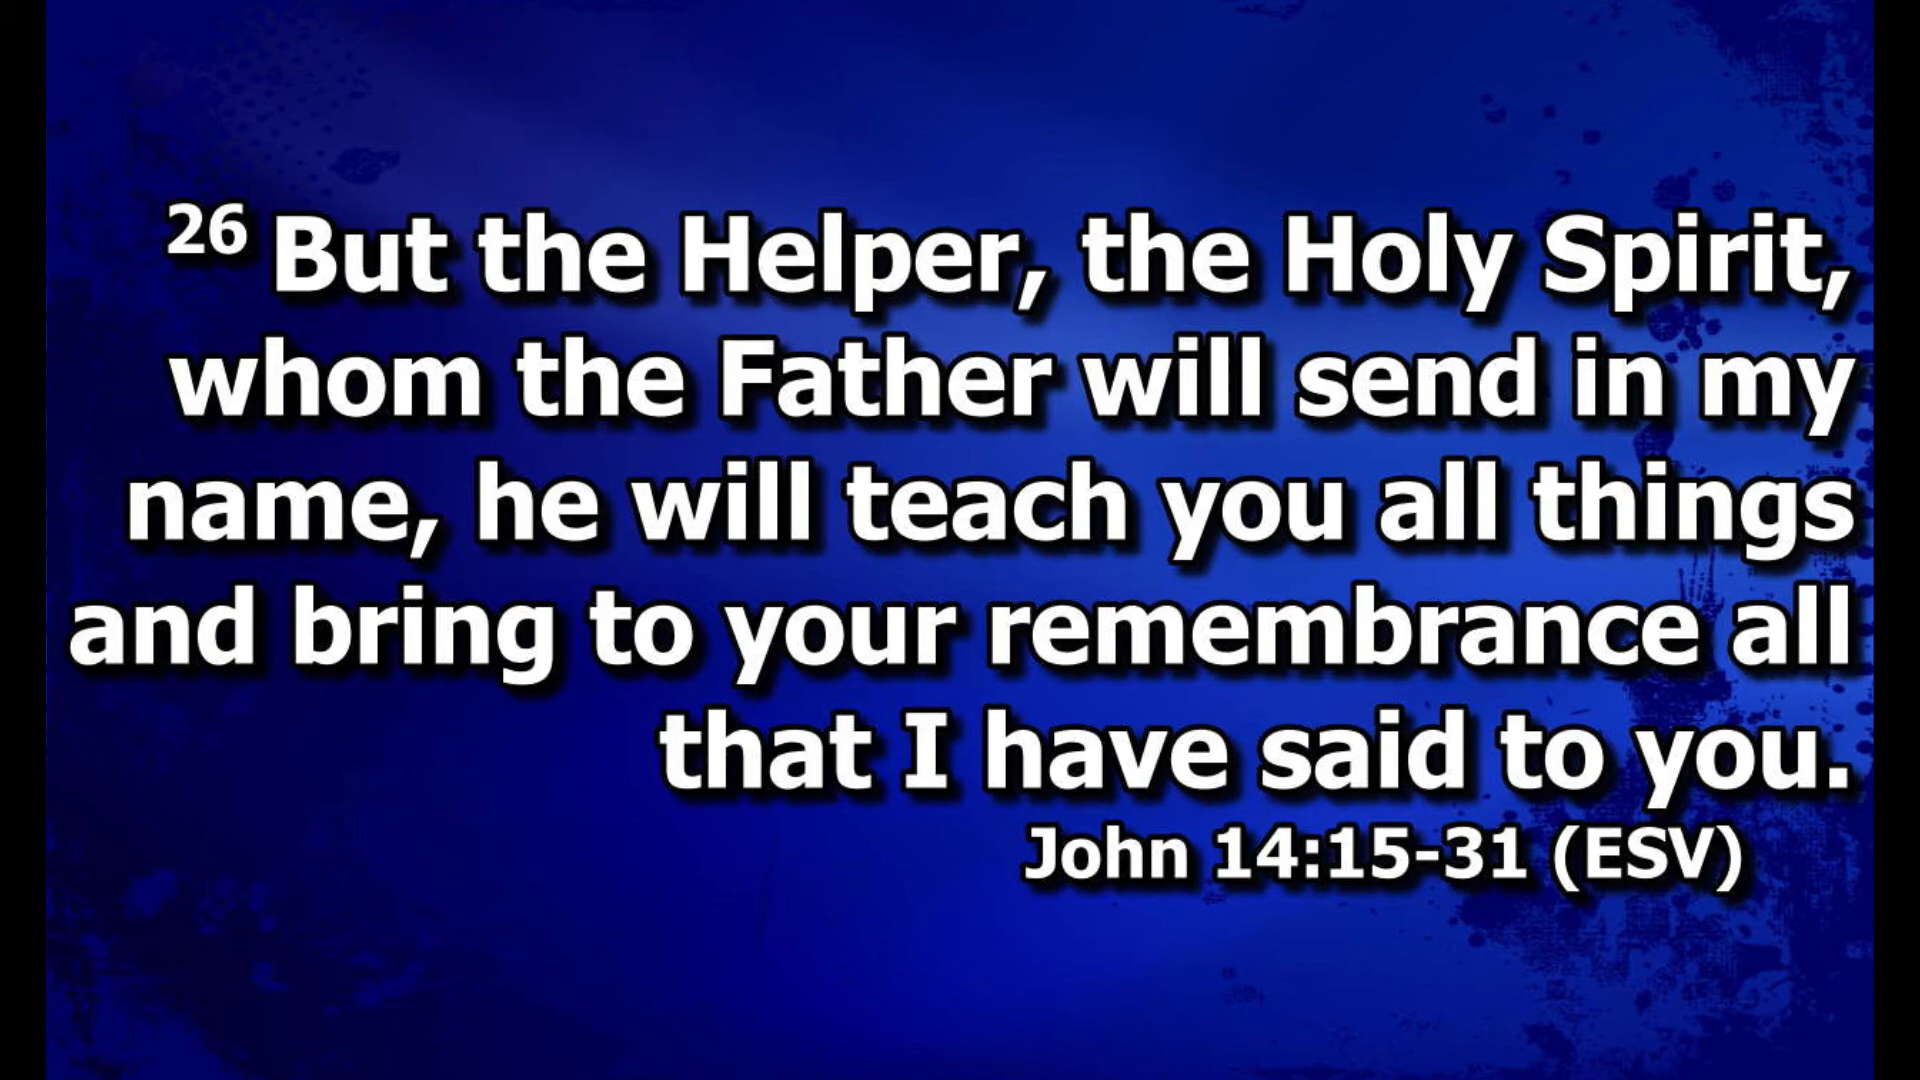 26 But the Helper, the Holy Spirit,
whom the Father will send in my
name, he will teach you all things
and bring to your remembrance all
that I have said to you.
John 14:15-31 (ESV)